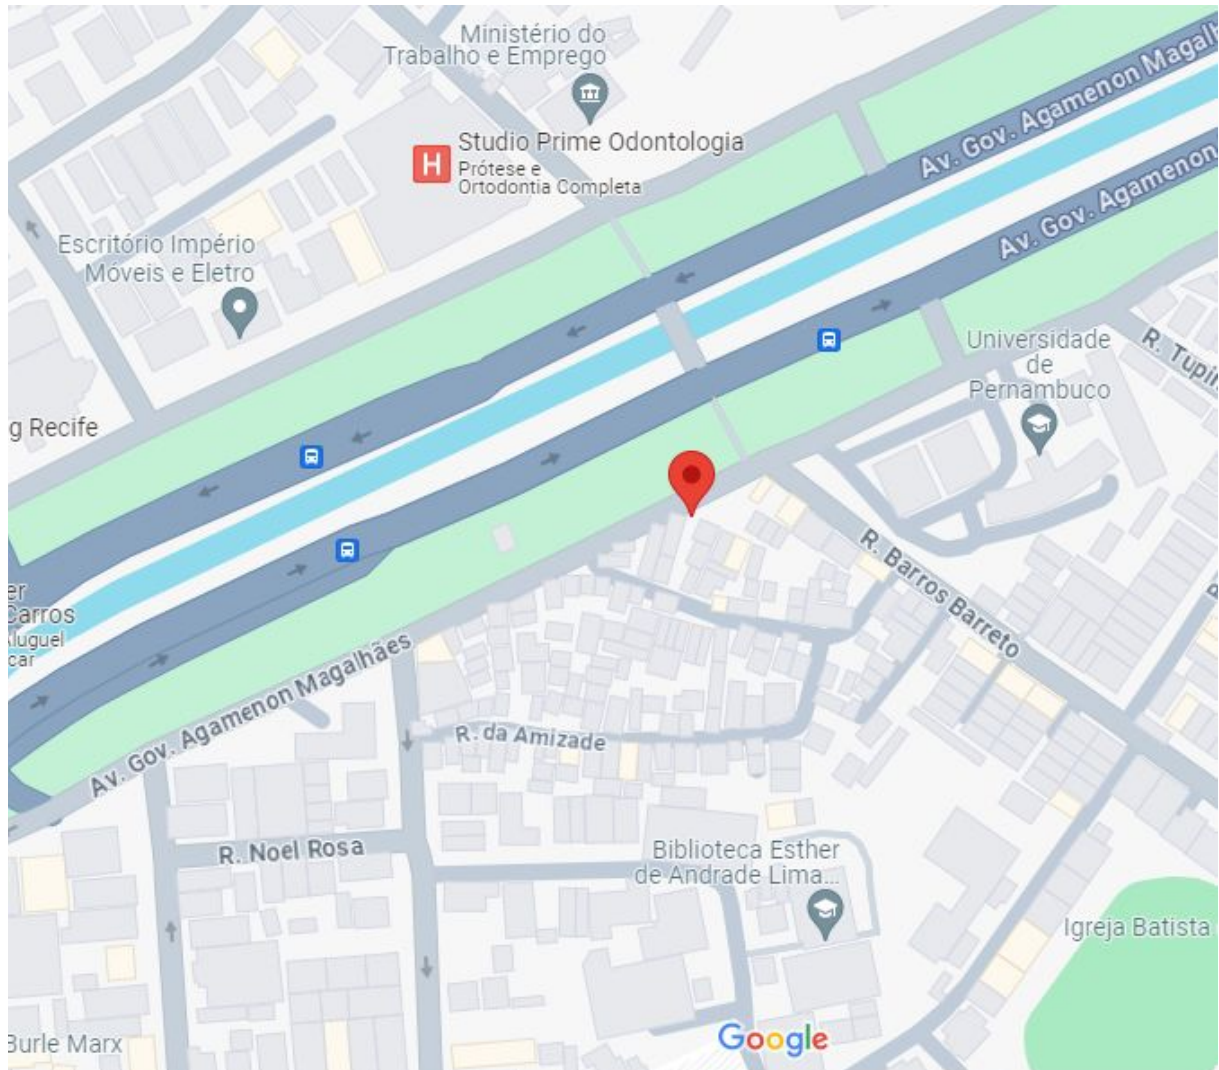 Ministério do
Trabalho e Emprego
Av. Gov. Agamenon Magalh
H
Studio Prime Odontologia
Prótese e
Ortodontia Completa
Av. Gov. Agamenon
Escritório Império
Móveis e Eletro
Universidade
de
Pernambuco
g Recife
R. Barros Barreto
er
Carros
Aluguel
car
Av. Gov. Agamenon Magalhães
R. da Amizade
R. Noel Rosa
Biblioteca Esther
de Andrade Lima...
Igreja Batista
Burle Marx
Google